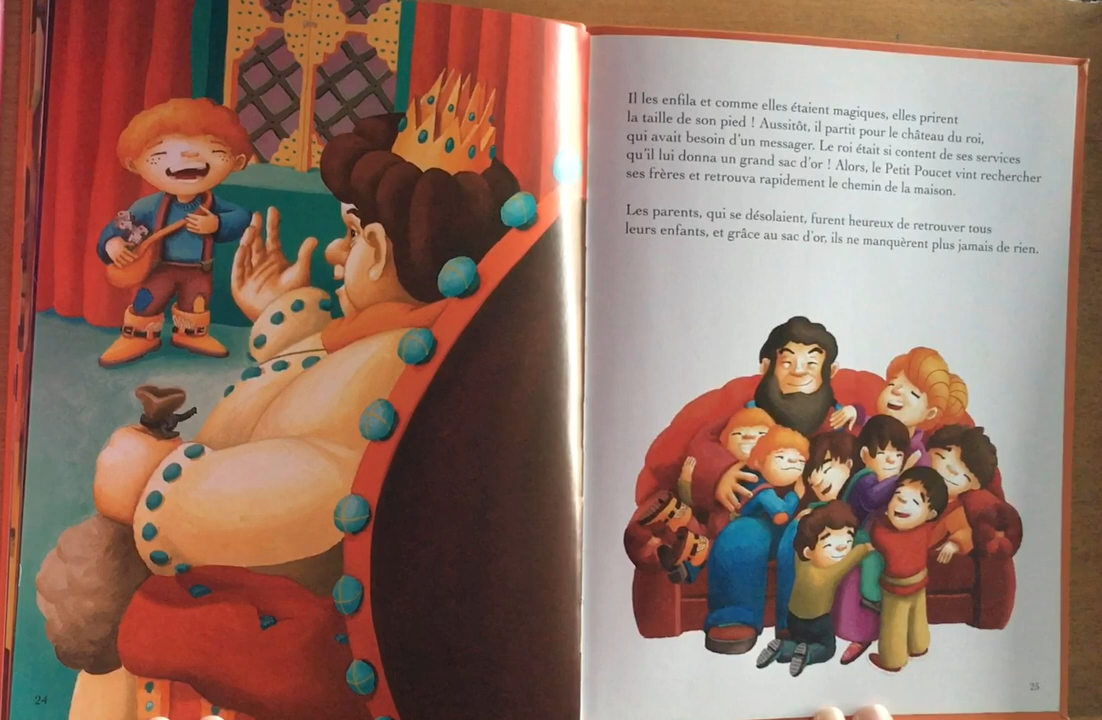 Il les enfila et comme elles étaient magiques, elles prirent
la taille de son pied ! Aussitôt, il partit pour le château du roi,
qui avait besoin d'un messager. Le roi était si content de ses services
qu'il lui donna un grand sac d'or ! Alors, le Petit Poucet vint rechercher
ses frères et retrouva rapidement le chemin de la maison.
Les parents, qui se désolaient, furent heureux de retrouver tous
leurs enfants, et grâce au sac d'or, ils ne manquèrent plus jamais de rien.
24
25